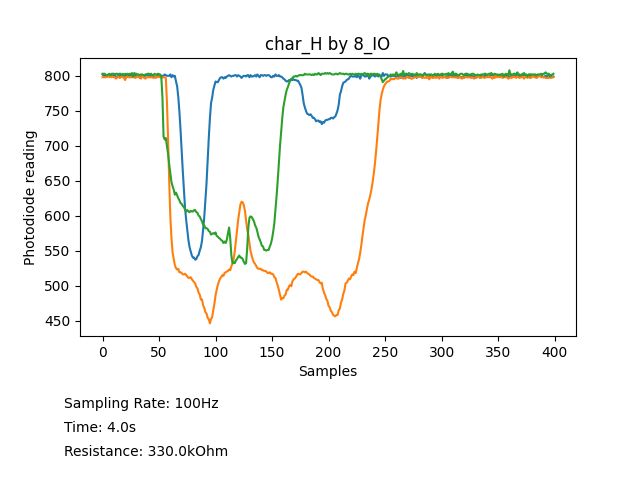 char_H by 8_IO
800
750
700
650
600
550
500
450
Photodiode reading
0 50 100 150 200 250 300 350 400
Samples
Sampling Rate: 100Hz
Time: 4.0s
Resistance: 330.0kOhm